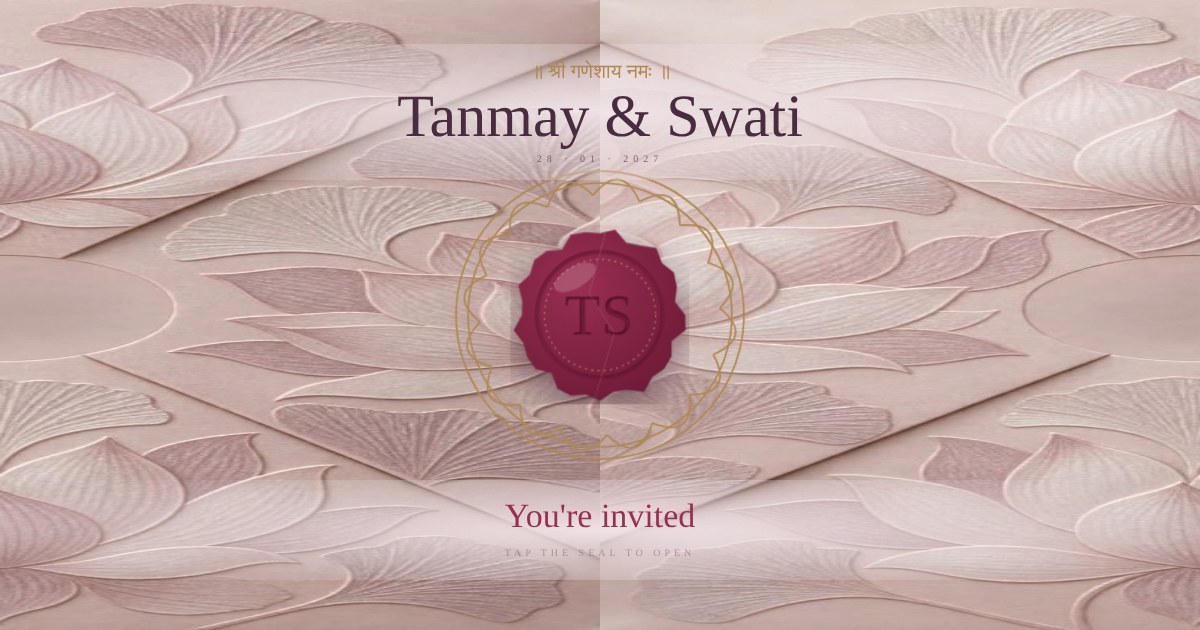 ॥ श्री गणेशाय नमः ॥
Tanmay & Swati
28 · 01 · 2027
TS
You're invited
TAP THE SEAL TO OPEN